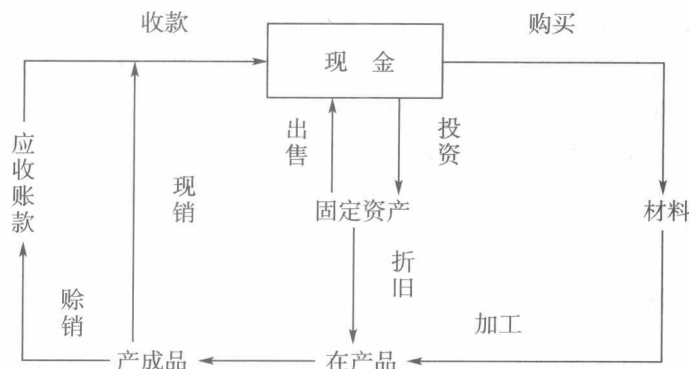 收款
购买
现 金
出售
投资
应收账款
现销
固定资产
材料
折旧
赊销
加工
产成品
在产品